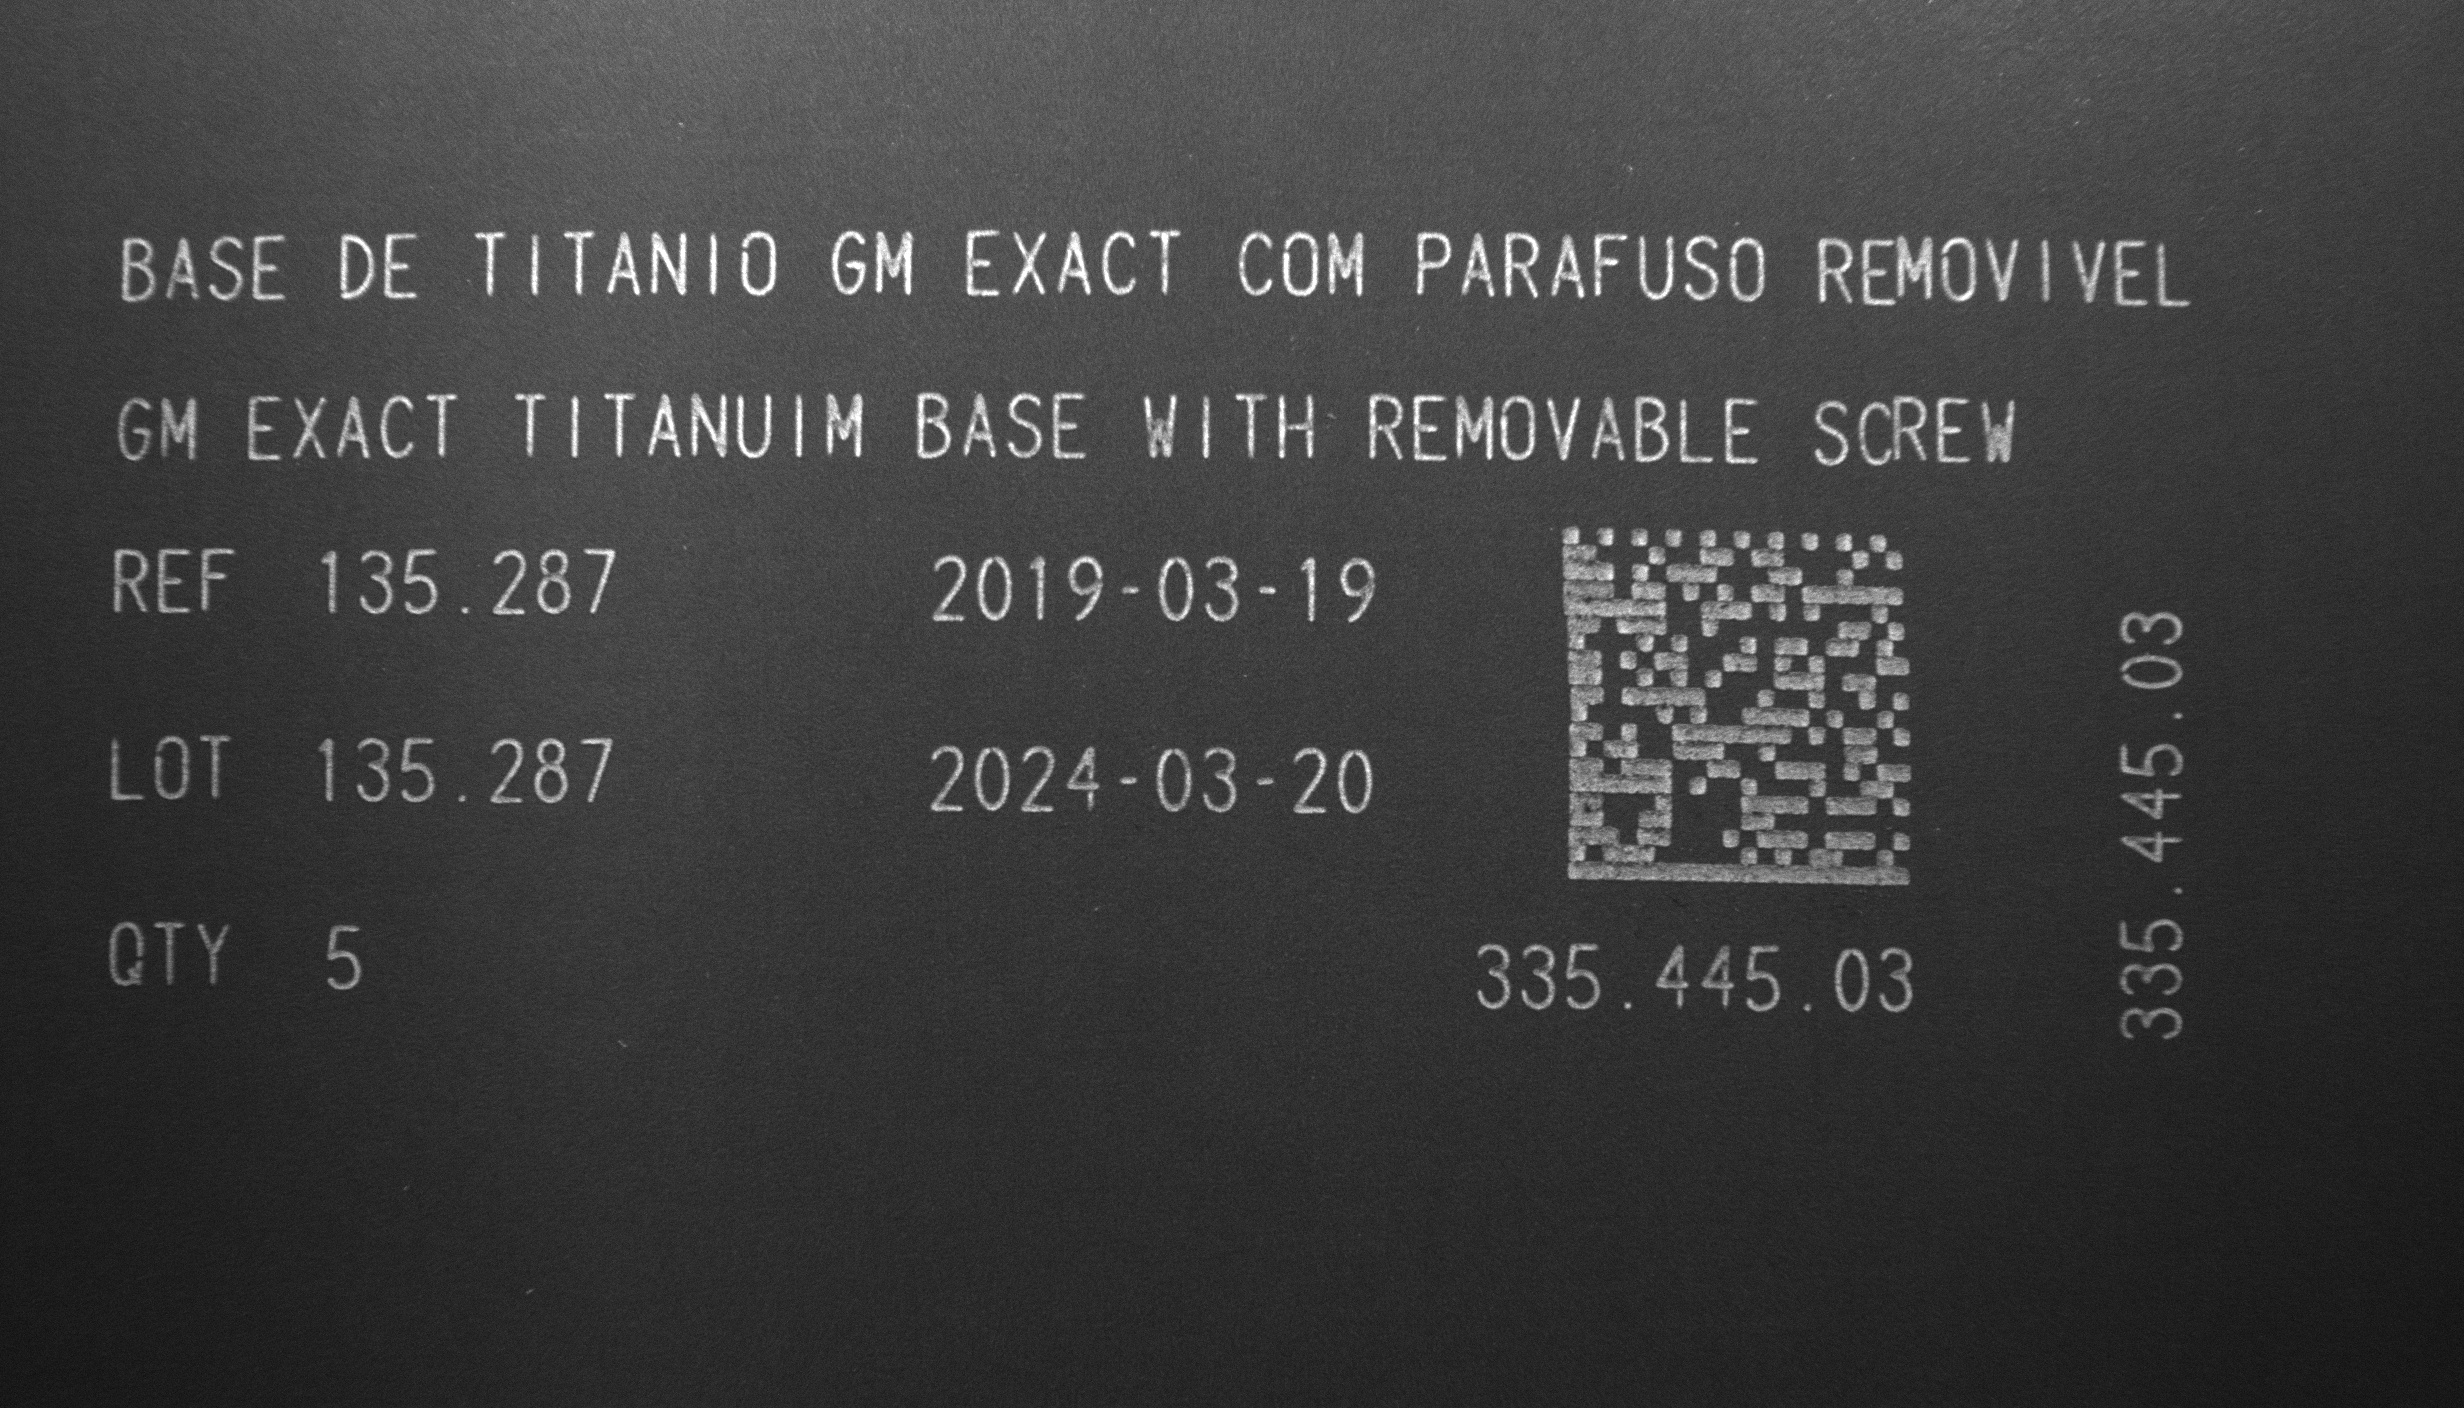 BASE DE TITANIO GM EXACT COM PARAFUSO REMOVIVEL
GM EXACT TITANUIM BASE WITH REMOVABLE SCREW
REF 135.287 2019-03-19
LOT 135.287 2024-03-20
QTY 5
335.445.03
335.445.03